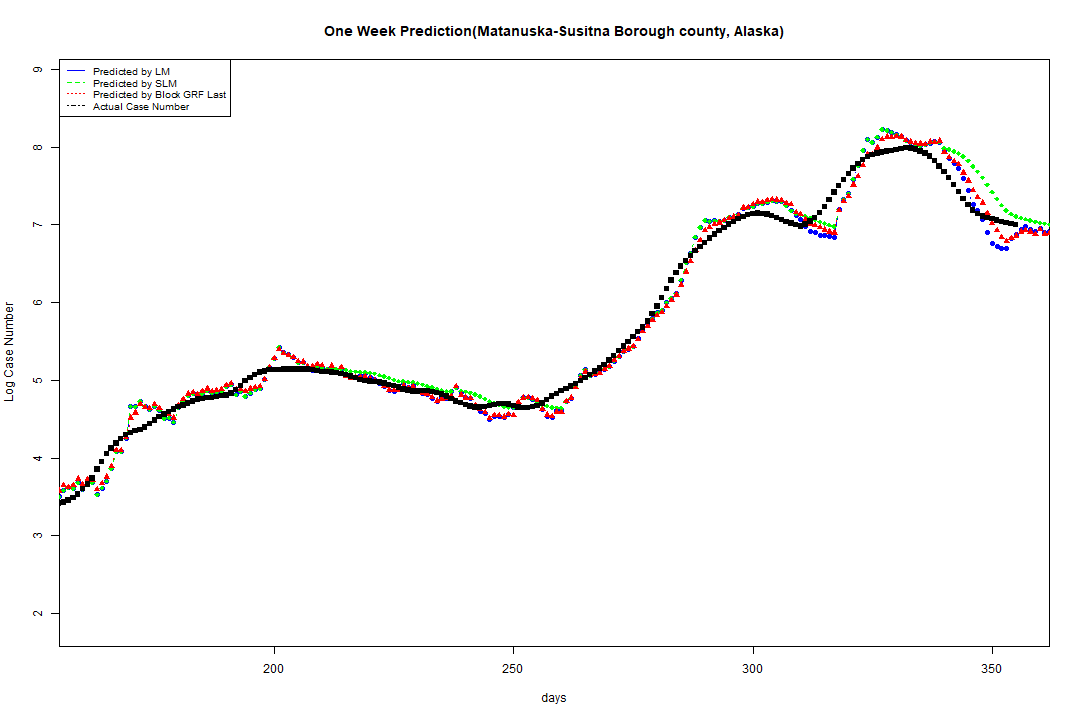 One Week Prediction(Matanuska-Susitna Borough county, Alaska)
Predicted by LM
Predicted by SLM
Predicted by Block GRF Last
Actual Case Number
9
8
7
6
5
4
3
2
Log Case Number
200 250 300 350
days